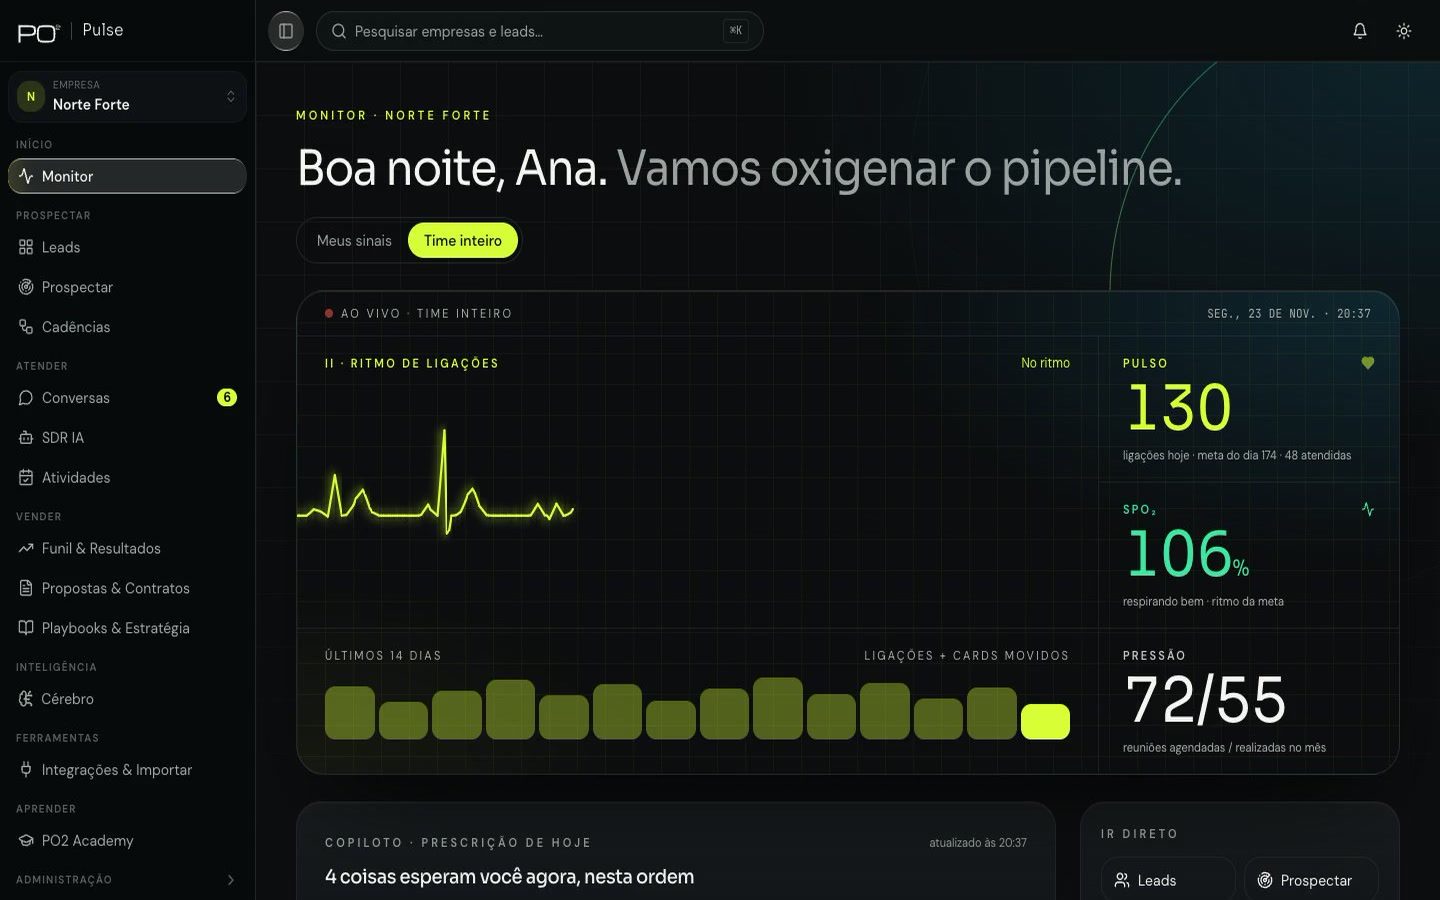 PO² | Pulse
Pesquisar empresas e leads...
⌘K
N
EMPRESA
Norte Forte
INÍCIO
Monitor
PROSPECTAR
Leads
Prospectar
Cadências
ATENDER
Conversas
6
SDR IA
Atividades
VENDER
Funil & Resultados
Propostas & Contratos
Playbooks & Estratégia
INTELIGÊNCIA
Cérebro
FERRAMENTAS
Integrações & Importar
APRENDER
PO2 Academy
ADMINISTRAÇÃO
MONITOR · NORTE FORTE
Boa noite, Ana. Vamos oxigenar o pipeline.
Meus sinais
Time inteiro
AO VIVO · TIME INTEIRO
SEG., 23 DE NOV. · 20:37
II · RITMO DE LIGAÇÕES
No ritmo
PULSO
130
ligações hoje · meta do dia 174 · 48 atendidas
SPO₂
106%
respirando bem · ritmo da meta
ÚLTIMOS 14 DIAS
LIGAÇÕES + CARDS MOVIDOS
PRESSÃO
72/55
reuniões agendadas / realizadas no mês
COPILOTO · PRESCRIÇÃO DE HOJE
atualizado às 20:37
4 coisas esperam você agora, nesta ordem
IR DIRETO
Leads
Prospectar